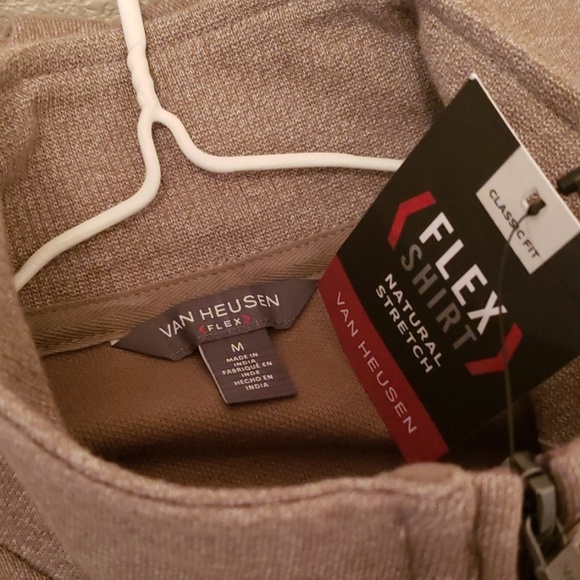 VAN HEUSEN
<FLEX>
M
MADE IN
INDIA
FABRIQUÉ EN
INDE
HECHO EN
INDIA
CLASSIC FIT
FLEX
SHIRT
NATURAL
STRETCH
VAN HEUSEN